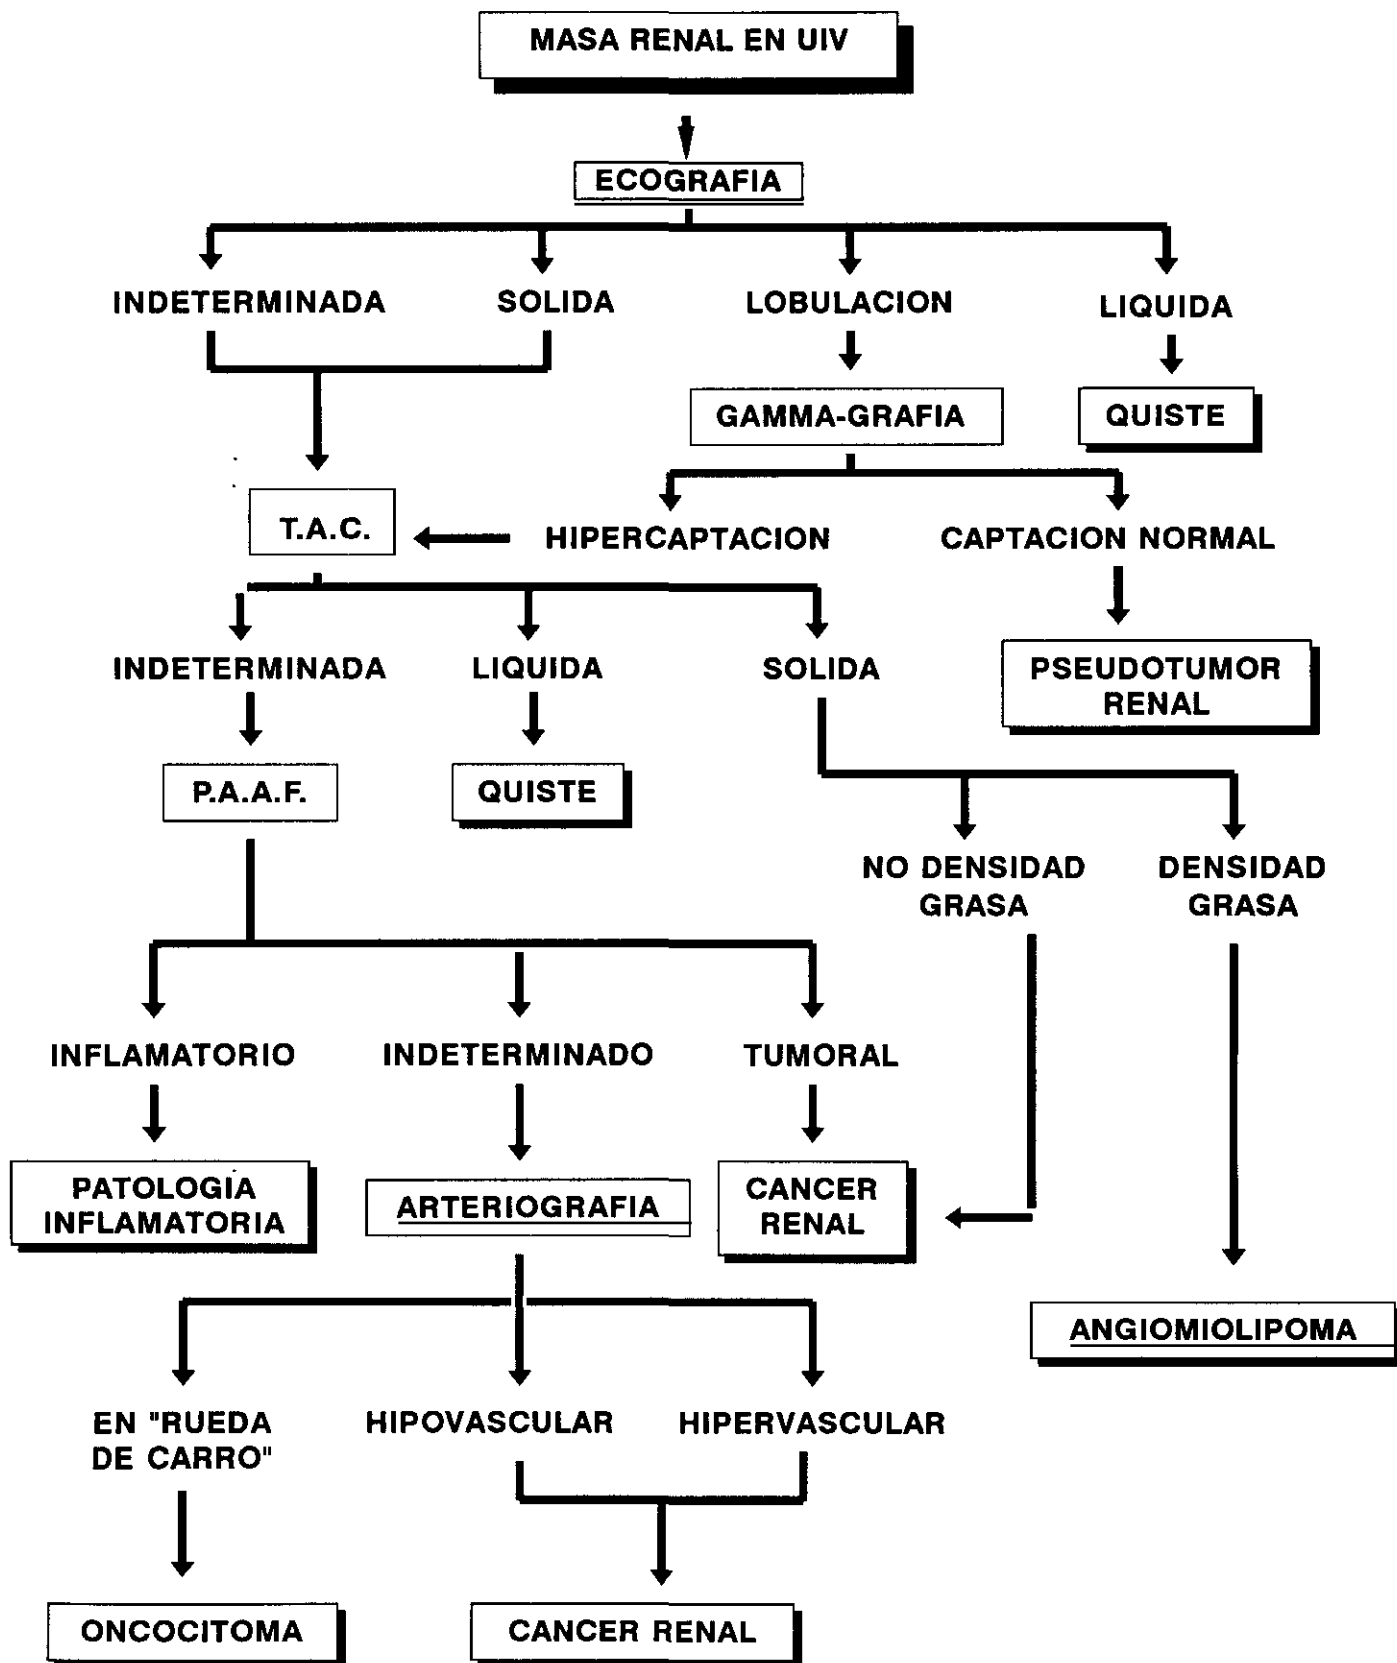 MASA RENAL EN UIV
ECOGRAFIA
INDETERMINADA
SOLIDA
LOBULACION
LIQUIDA
GAMMA-GRAFIA
QUISTE
T.A.C.
HIPERCAPTACION
CAPTACION NORMAL
INDETERMINADA
LIQUIDA
SOLIDA
PSEUDOTUMOR
RENAL
P.A.A.F.
QUISTE
NO DENSIDAD
GRASA
DENSIDAD
GRASA
INFLAMATORIO
INDETERMINADO
TUMORAL
PATOLOGIA
INFLAMATORIA
ARTERIOGRAFIA
CANCER
RENAL
ANGIOMIOLIPOMA
EN "RUEDA
DE CARRO"
HIPOVASCULAR
HIPERVASCULAR
ONCOCITOMA
CANCER RENAL